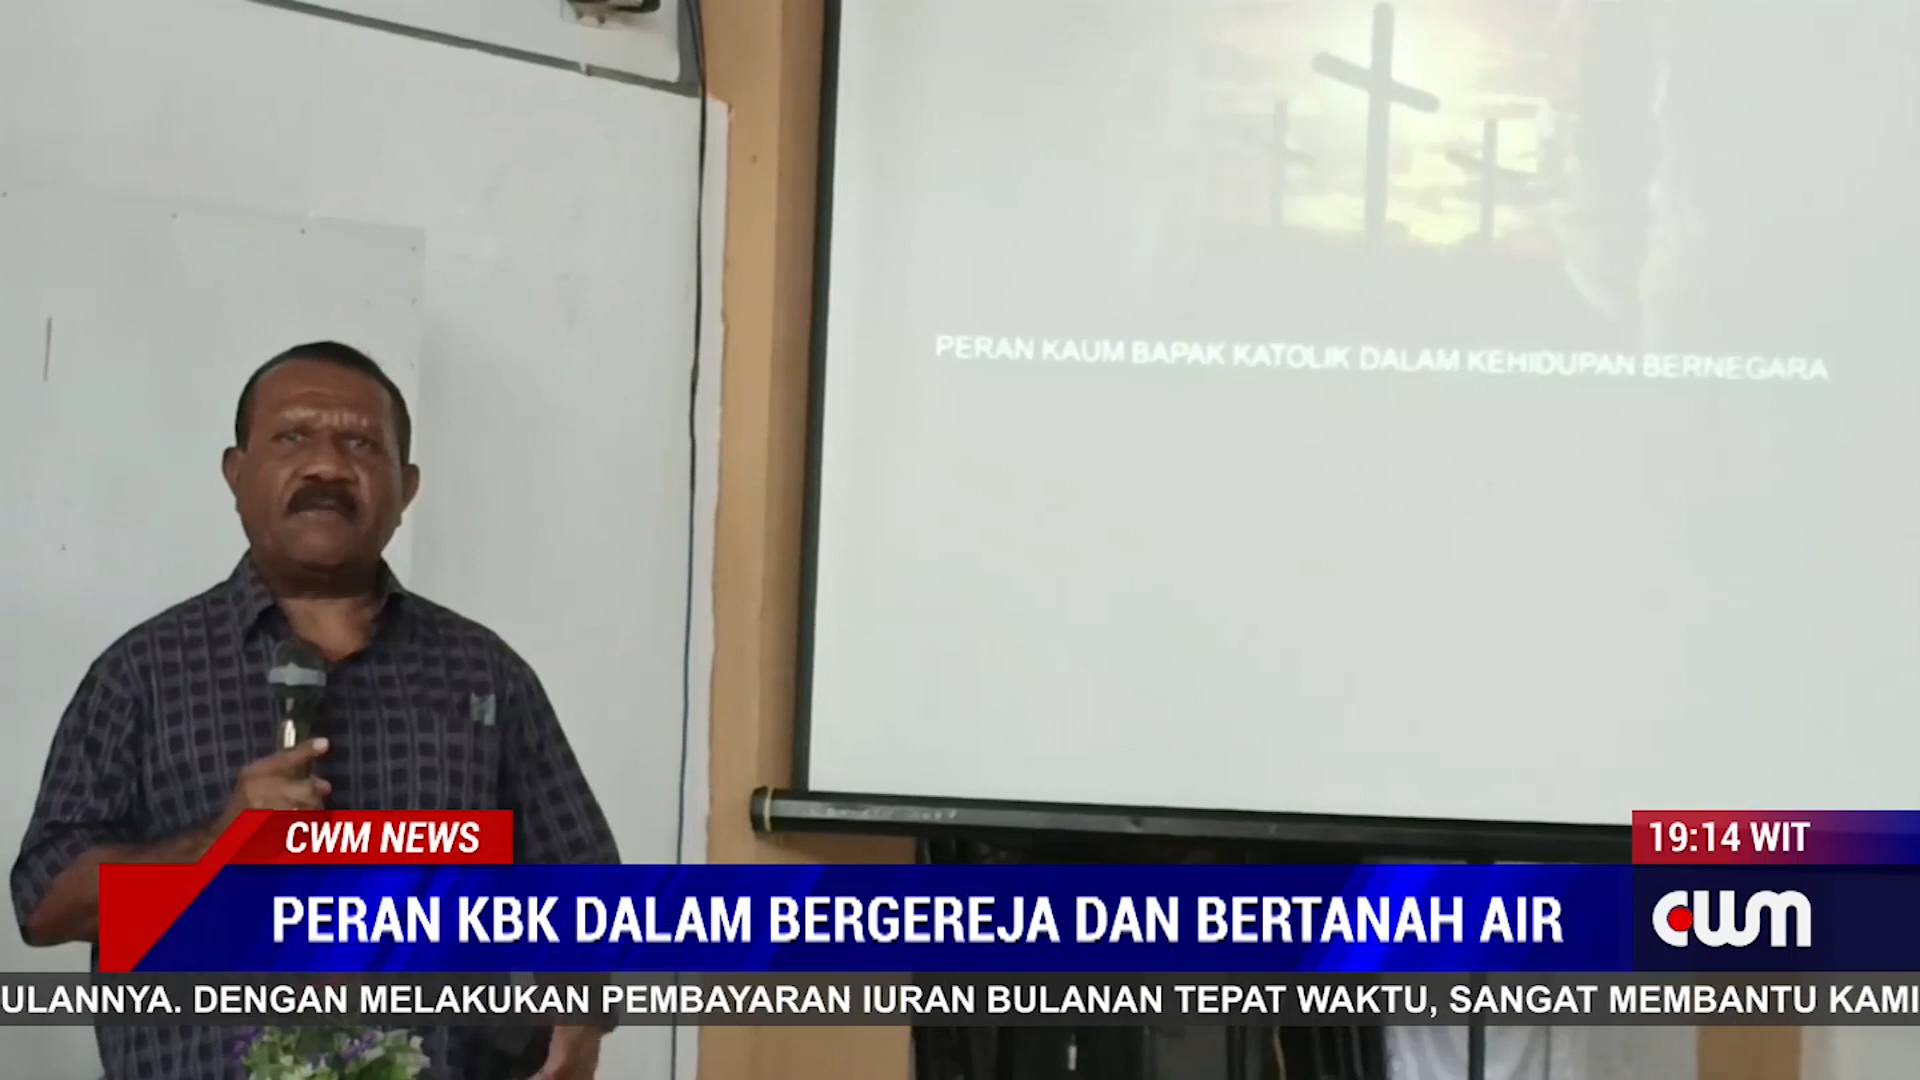 PERAN KAUM BAPAK KATOLIK DALAM KEHIDUPAN BERNEGARA
CWM NEWS
19:14 WIT
PERAN KBK DALAM BERGEREJA DAN BERTANAH AIR
cwm
ULANNYA. DENGAN MELAKUKAN PEMBAYARAN IURAN BULANAN TEPAT WAKTU, SANGAT MEMBANTU KAMI